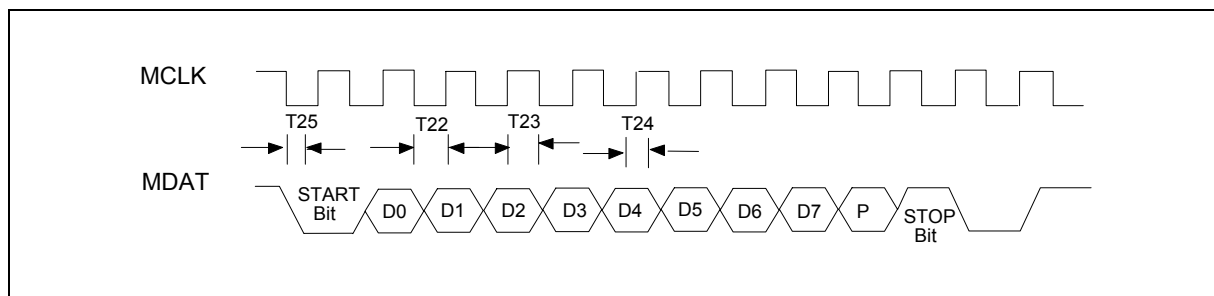 MCLK
T25 T22 T23 T24
MDAT
START
Bit
D0 D1 D2 D3 D4 D5 D6 D7 P
STOP
Bit